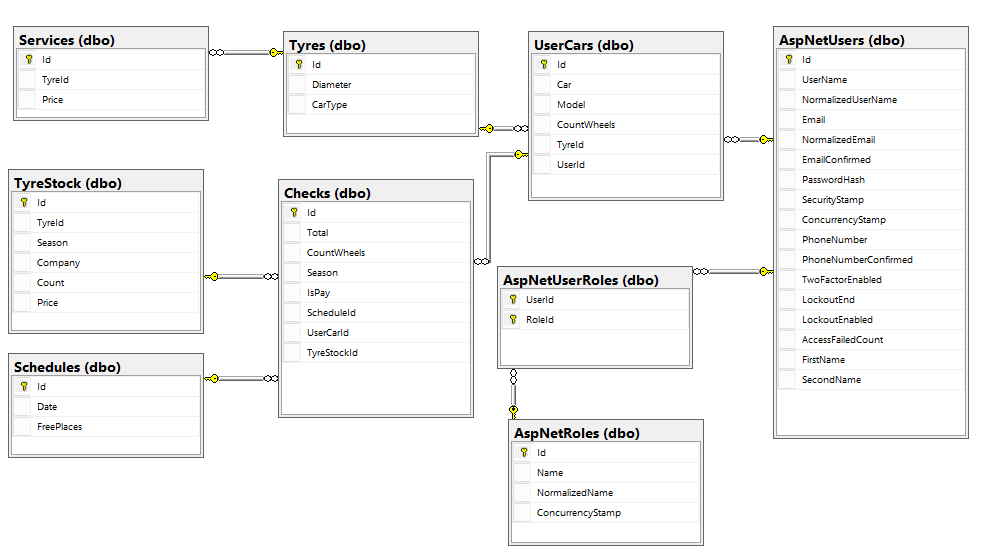 Services (dbo)
Id
TyreId
Price
Tyres (dbo)
Id
Diameter
CarType
UserCars (dbo)
Id
Car
Model
CountWheels
TyreId
UserId
AspNetUsers (dbo)
Id
UserName
NormalizedUserName
Email
NormalizedEmail
EmailConfirmed
PasswordHash
SecurityStamp
ConcurrencyStamp
PhoneNumber
PhoneNumberConfirmed
TwoFactorEnabled
LockoutEnd
LockoutEnabled
AccessFailedCount
FirstName
SecondName
TyreStock (dbo)
Id
TyreId
Season
Company
Count
Price
Checks (dbo)
Id
Total
CountWheels
Season
IsPay
ScheduleId
UserCarId
TyreStockId
AspNetUserRoles (dbo)
UserId
RoleId
Schedules (dbo)
Id
Date
FreePlaces
AspNetRoles (dbo)
Id
Name
NormalizedName
ConcurrencyStamp